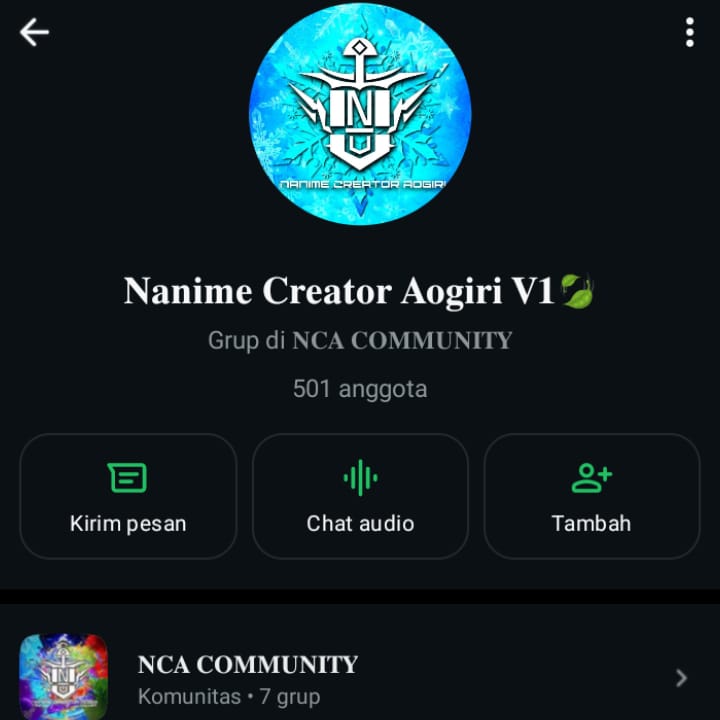 N
U
NANIME CREATOR AOGIRI
Nanime Creator Aogiri V1
Grup di NCA COMMUNITY
501 anggota
Kirim pesan
Chat audio
Tambah
NCA COMMUNITY
Komunitas • 7 grup